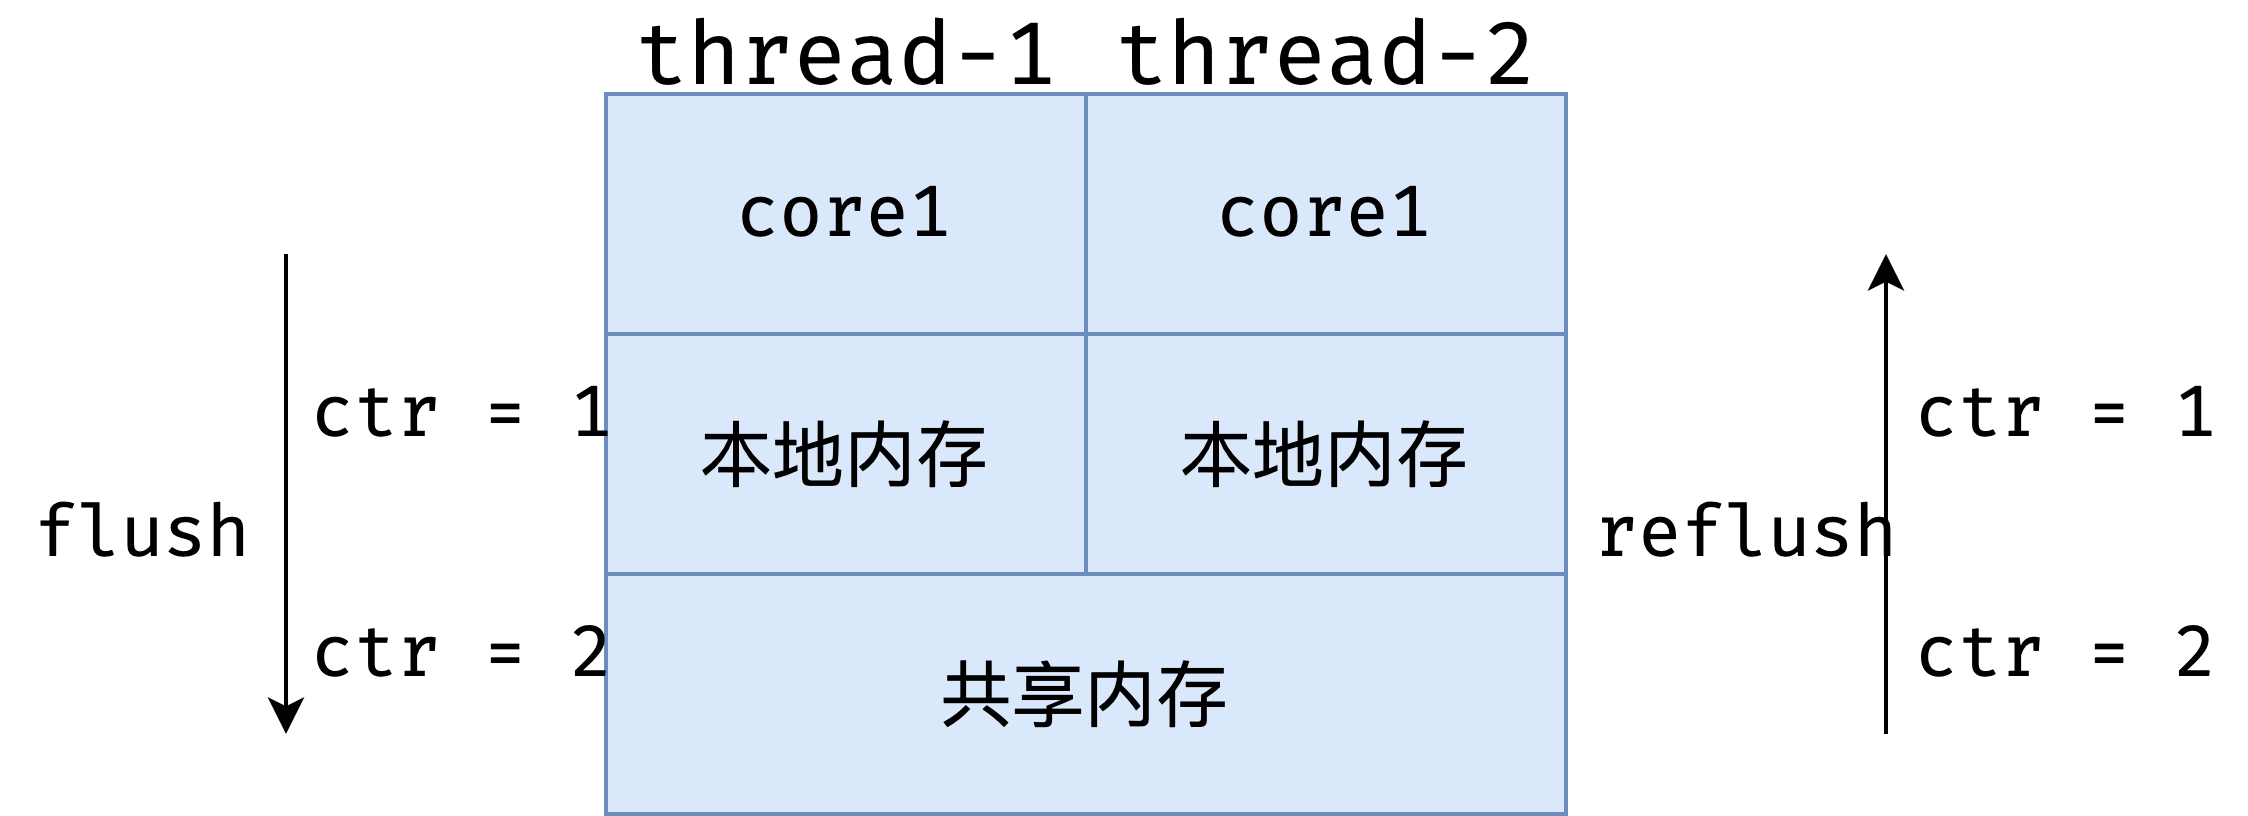 thread-1 thread-2
core1 core1
ctr = 1 ctr = 1
本地内存 本地内存
flush reflush
ctr = 2 ctr = 2
共享内存